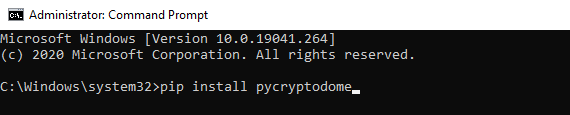 Administrator: Command Prompt
Microsoft Windows [Version 10.0.19041.264]
(c) 2020 Microsoft Corporation. All rights reserved.
C:\Windows\system32>pip install pycryptodome_